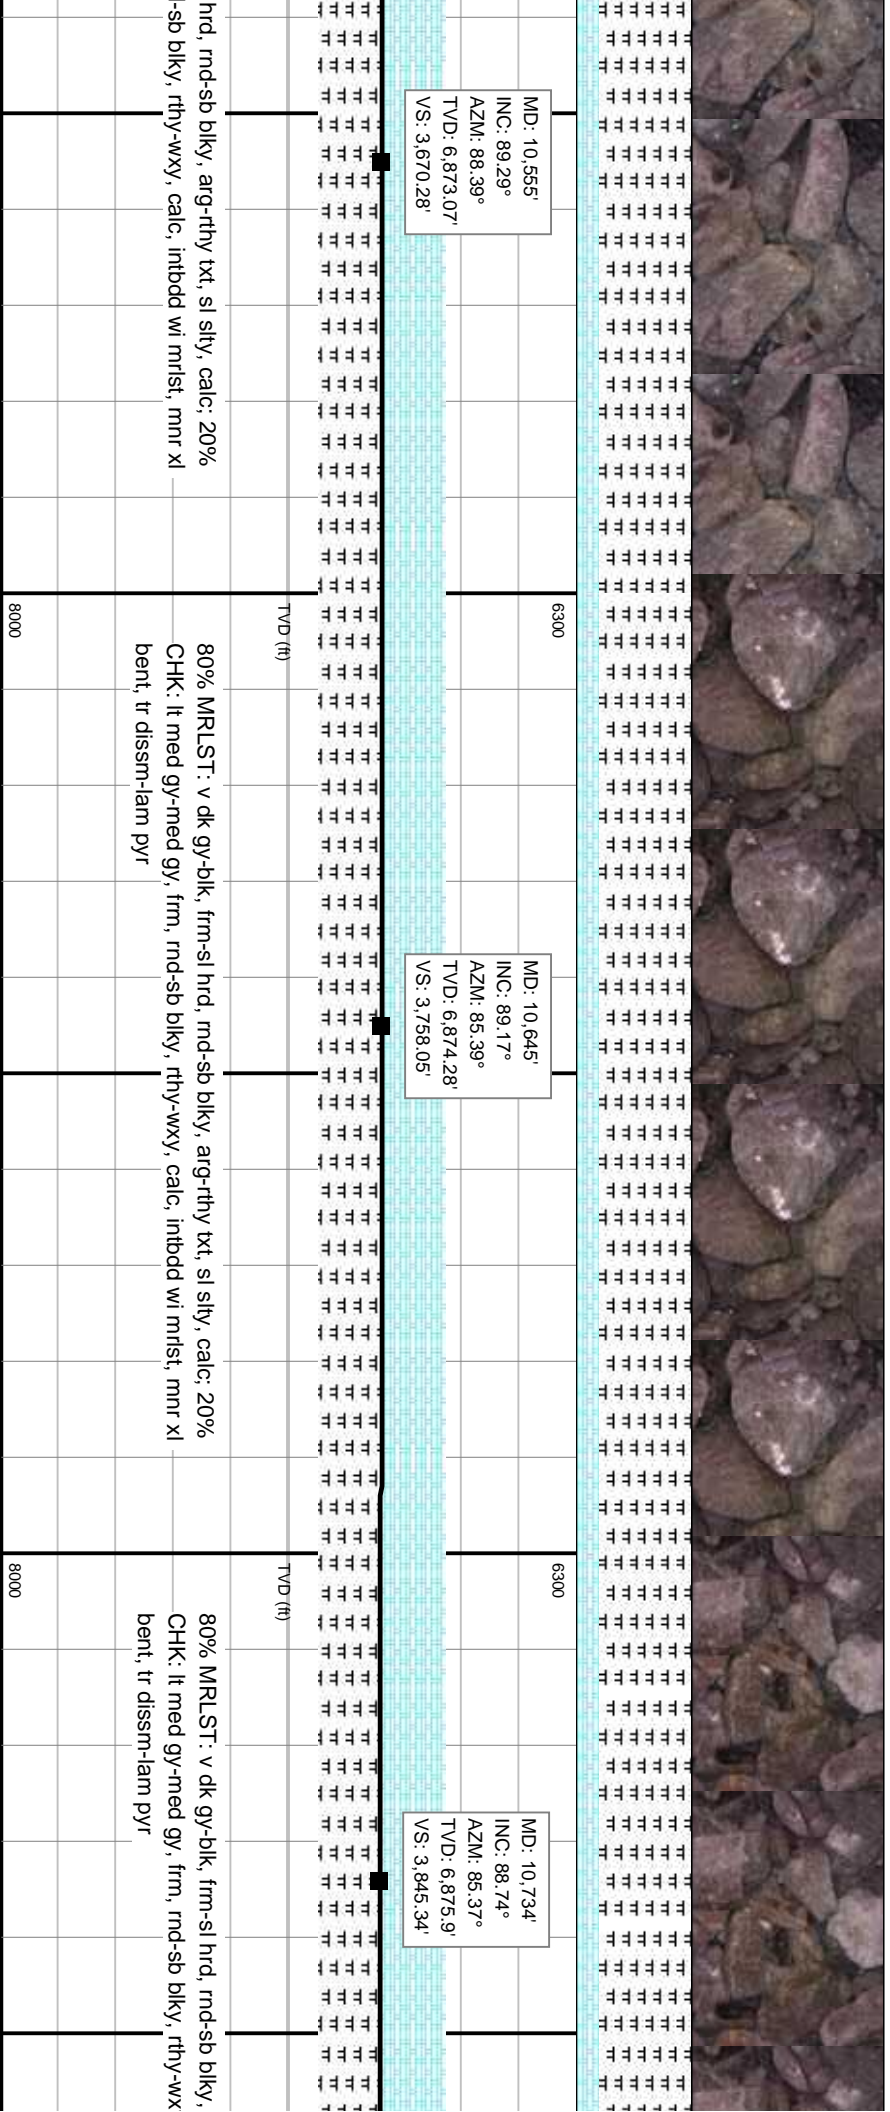 hrd, rnd-sb blky, arg-rthy txt, sl slty, calc; 20%
-sb blky, rthy-wxy, calc, intbdd wi mrlst, mnr xl
MD: 10,555'
INC: 89.29°
AZM: 88.39°
TVD: 6,873.07'
VS: 3,670.28'
6300
TVD (ft)
8000
80% MRLST: v dk gy-blk, frm-sl hrd, rnd-sb blky, arg-rthy txt, sl slty, calc; 20%
CHK: lt med gy-med gy, frm, rnd-sb blky, rthy-wxy, calc, intbdd wi mrlst, mnr xl
bent, tr dissm-lam pyr
MD: 10,645'
INC: 89.17°
AZM: 85.39°
TVD: 6,874.28'
VS: 3,758.05'
6300
TVD (ft)
8000
80% MRLST: v dk gy-blk, frm-sl hrd, rnd-sb blky,
CHK: lt med gy-med gy, frm, rnd-sb blky, rthy-wx
bent, tr dissm-lam pyr
MD: 10,734'
INC: 88.74°
AZM: 85.37°
TVD: 6,875.9'
VS: 3,845.34'